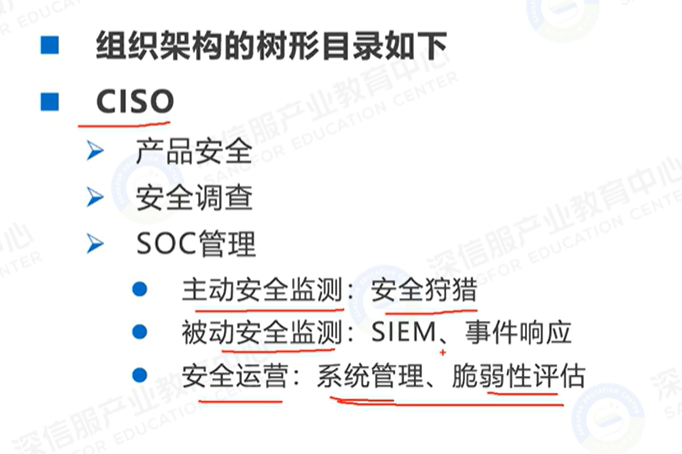 组织架构的树形目录如下
CISO
产品安全
安全调查
SOC管理
主动安全监测：安全狩猎
被动安全监测：SIEM、事件响应
安全运营：系统管理、脆弱性评估
深信服产业教育中心
SANGFOR EDUCATION CENTER